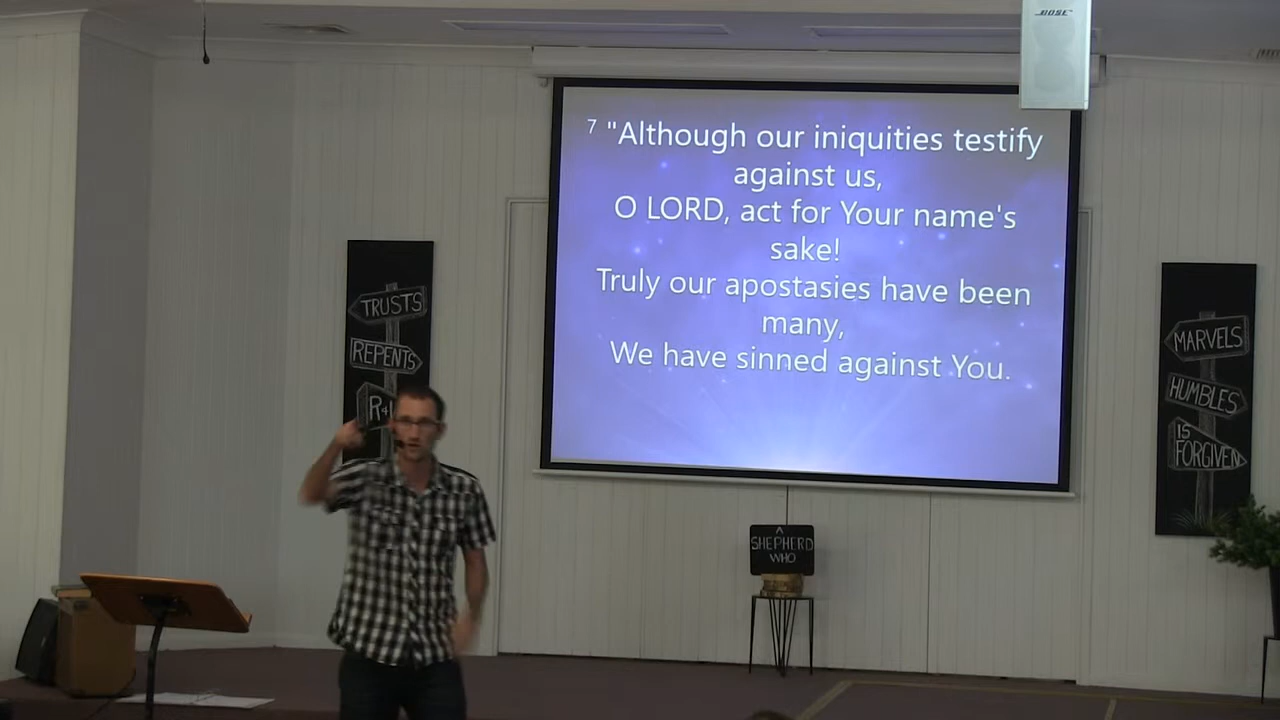 BOSE
7 "Although our iniquities testify
against us,
O LORD, act for Your name's
sake!
Truly our apostasies have been
many,
We have sinned against You.
TRUSTS
REPENTS
MARVELS
HUMBLES
IS
FORGIVEN
A
SHEPHERD
WHO